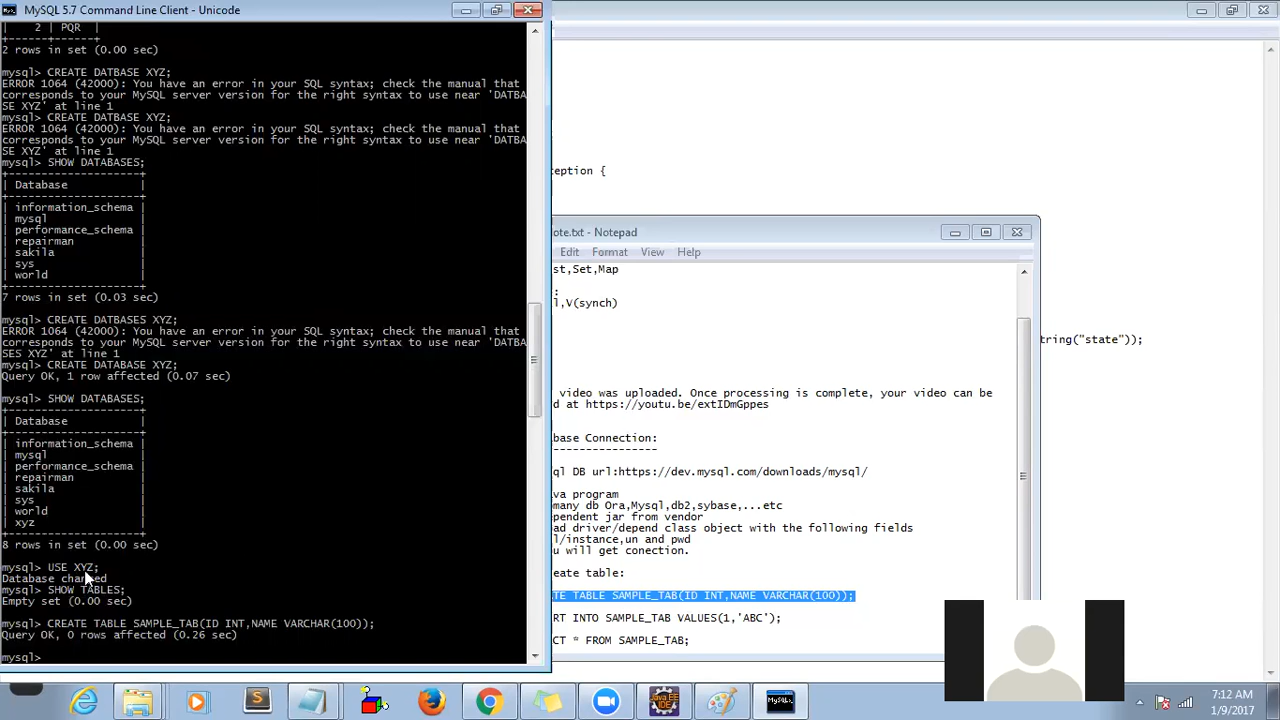 MySQL 5.7 Command Line Client - Unicode
| 2 | PQR |
+------+------+
2 rows in set (0.00 sec)
mysql> CREATE DATBASE XYZ;
ERROR 1064 (42000): You have an error in your SQL syntax; check the manual that
corresponds to your MySQL server version for the right syntax to use near 'DATBA
SE XYZ' at line 1
mysql> CREATE DATBASE XYZ;
ERROR 1064 (42000): You have an error in your SQL syntax; check the manual that
corresponds to your MySQL server version for the right syntax to use near 'DATBA
SE XYZ' at line 1
mysql> SHOW DATABASES;
+--------------------+
| Database |
+--------------------+
| information_schema |
| mysql |
| performance_schema |
| repairman |
| sakila |
| sys |
| world |
+--------------------+
7 rows in set (0.03 sec)
mysql> CREATE DATBASES XYZ;
ERROR 1064 (42000): You have an error in your SQL syntax; check the manual that
corresponds to your MySQL server version for the right syntax to use near 'DATBA
SES XYZ' at line 1
mysql> CREATE DATABASE XYZ;
Query OK, 1 row affected (0.07 sec)
mysql> SHOW DATABASES;
+--------------------+
| Database |
+--------------------+
| information_schema |
| mysql |
| performance_schema |
| repairman |
| sakila |
| sys |
| world |
| xyz |
+--------------------+
8 rows in set (0.00 sec)
mysql> USE XYZ;
Database changed
mysql> SHOW TABLES;
Empty set (0.00 sec)
mysql> CREATE TABLE SAMPLE_TAB(ID INT,NAME VARCHAR(100));
Query OK, 0 rows affected (0.26 sec)
mysql>
eption {
tring("state"));
ote.txt - Notepad
Edit Format View Help
st,Set,Map
:
l,V(synch)
video was uploaded. Once processing is complete, your video can be
d at https://youtu.be/extIDmGppes
base Connection:
-----------------
ql DB url:https://dev.mysql.com/downloads/mysql/
ava program
many db Ora,Mysql,db2,sybase,...etc
pendent jar from vendor
ad driver/depend class object with the following fields
l/instance,un and pwd
ou will get conection.
eate table:
TE TABLE SAMPLE_TAB(ID INT,NAME VARCHAR(100));
RT INTO SAMPLE_TAB VALUES(1,'ABC');
CT * FROM SAMPLE_TAB;
Java EE
IDE
7:12 AM
1/9/2017